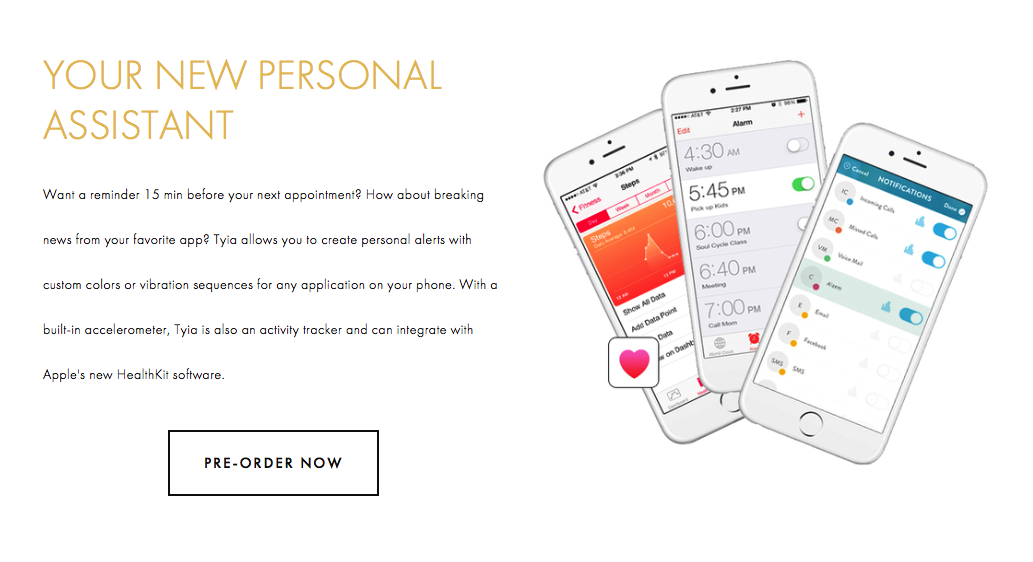 YOUR NEW PERSONAL
ASSISTANT
Want a reminder 15 min before your next appointment? How about breaking
news from your favorite app? Tyia allows you to create personal alerts with
custom colors or vibration sequences for any application on your phone. With a
built-in accelerometer, Tyia is also an activity tracker and can integrate with
Apple's new HealthKit software.
PRE-ORDER NOW
2:36 PM
Fitness Steps
Day Week Month
Steps
Daily Average:
12 AM 12 PM
Show All Data
Add Data Point
Data
w on Dashb
Dashboard
AT&T 2:27 PM 86%
Edit Alarm +
4:30 AM
Wake up
5:45 PM
Pick up Kids
6:00 PM
Soul Cycle Class
6:40 PM
Meeting
7:00 PM
Call Mom
World Clock
Cancel NOTIFICATIONS Done
IC Incoming Calls
MC Missed Calls
VM Voice Mail
C Alarm
E Email
F Facebook
SMS SMS